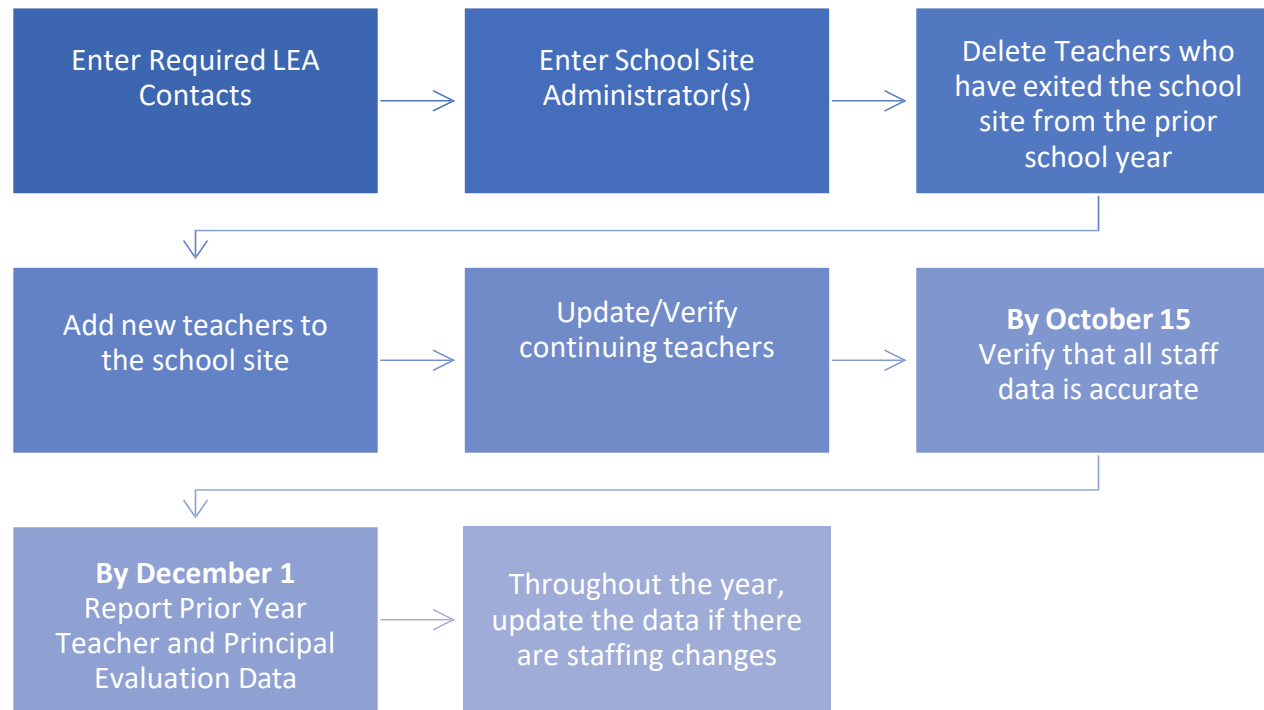 Enter Required LEA
Contacts
Enter School Site
Administrator(s)
Delete Teachers who
have exited the school
site from the prior
school year
Add new teachers to
the school site
Update/Verify
continuing teachers
By October 15
Verify that all staff
data is accurate
By December 1
Report Prior Year
Teacher and Principal
Evaluation Data
Throughout the year,
update the data if there
are staffing changes